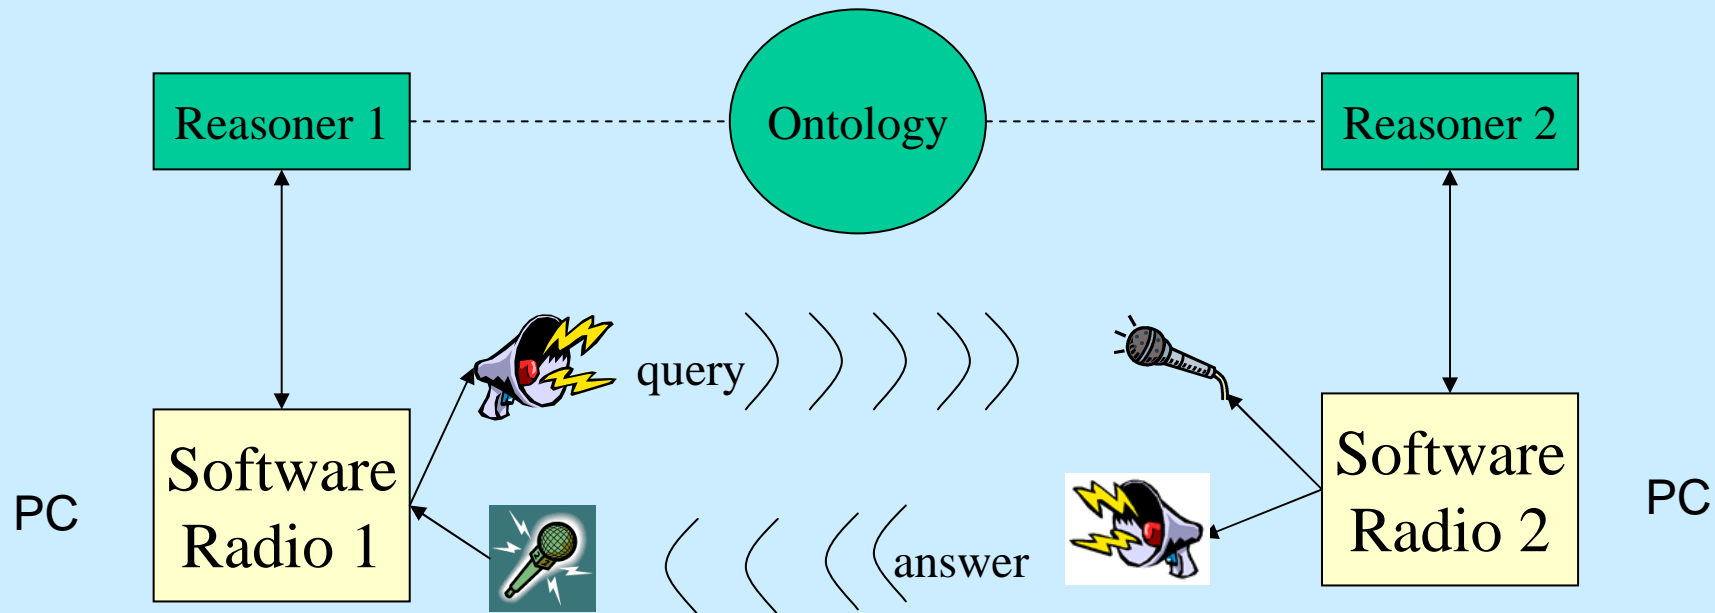 Reasoner 1
Ontology
Reasoner 2
query
Software
Radio 1
Software
Radio 2
PC
PC
answer